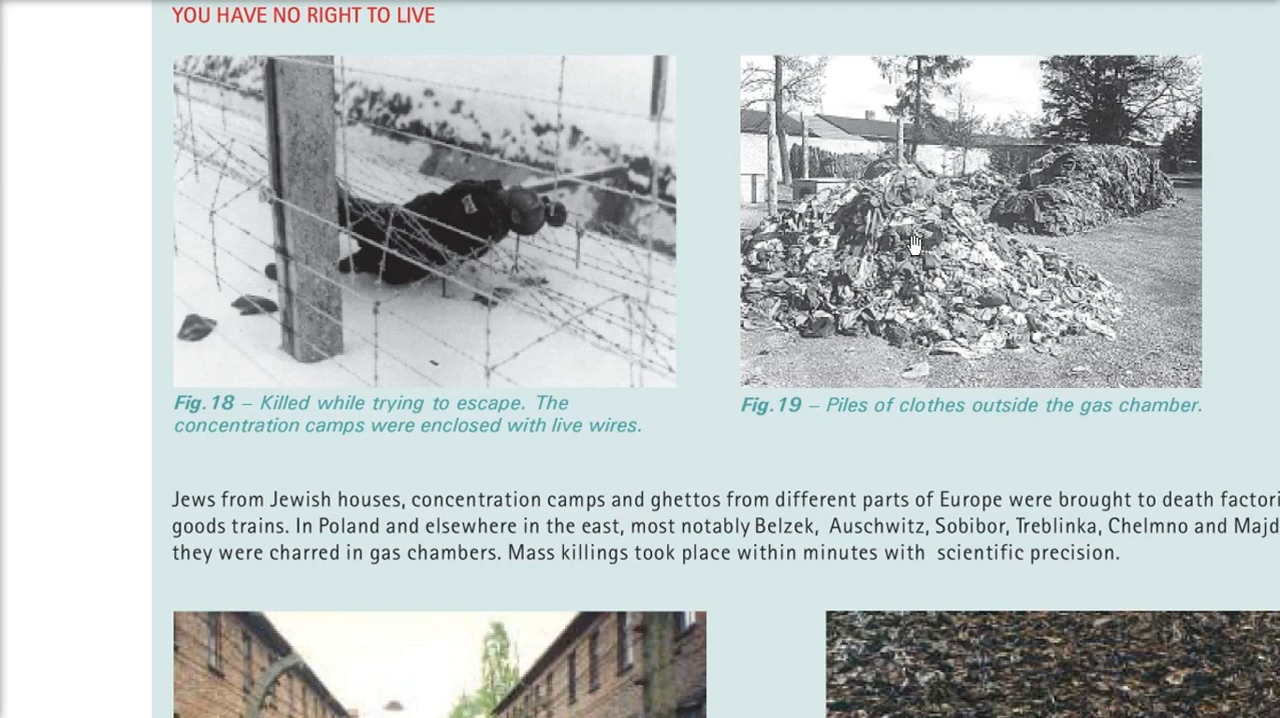 YOU HAVE NO RIGHT TO LIVE
Fig.18 – Killed while trying to escape. The
concentration camps were enclosed with live wires.
Fig.19 – Piles of clothes outside the gas chamber.
Jews from Jewish houses, concentration camps and ghettos from different parts of Europe were brought to death factori
goods trains. In Poland and elsewhere in the east, most notably Belzek, Auschwitz, Sobibor, Treblinka, Chelmno and Majd
they were charred in gas chambers. Mass killings took place within minutes with scientific precision.